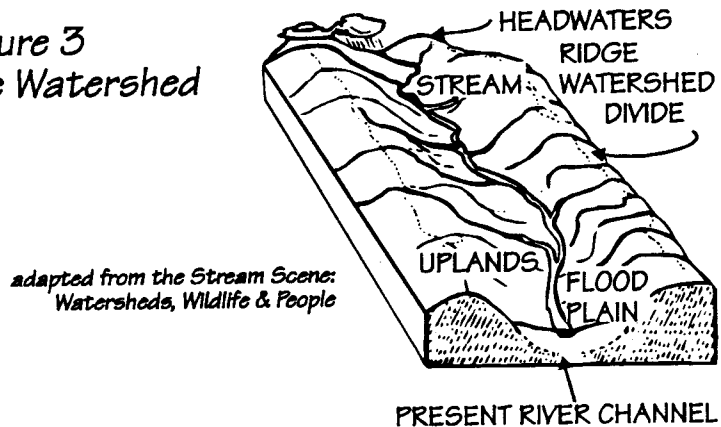 ure 3
Watershed
HEADWATERS
RIDGE
WATERSHED
DIVIDE
STREAM
adapted from the Stream Scene:
Watersheds, Wildlife & People
UPLANDS
FLOOD
PLAIN
PRESENT RIVER CHANNEL